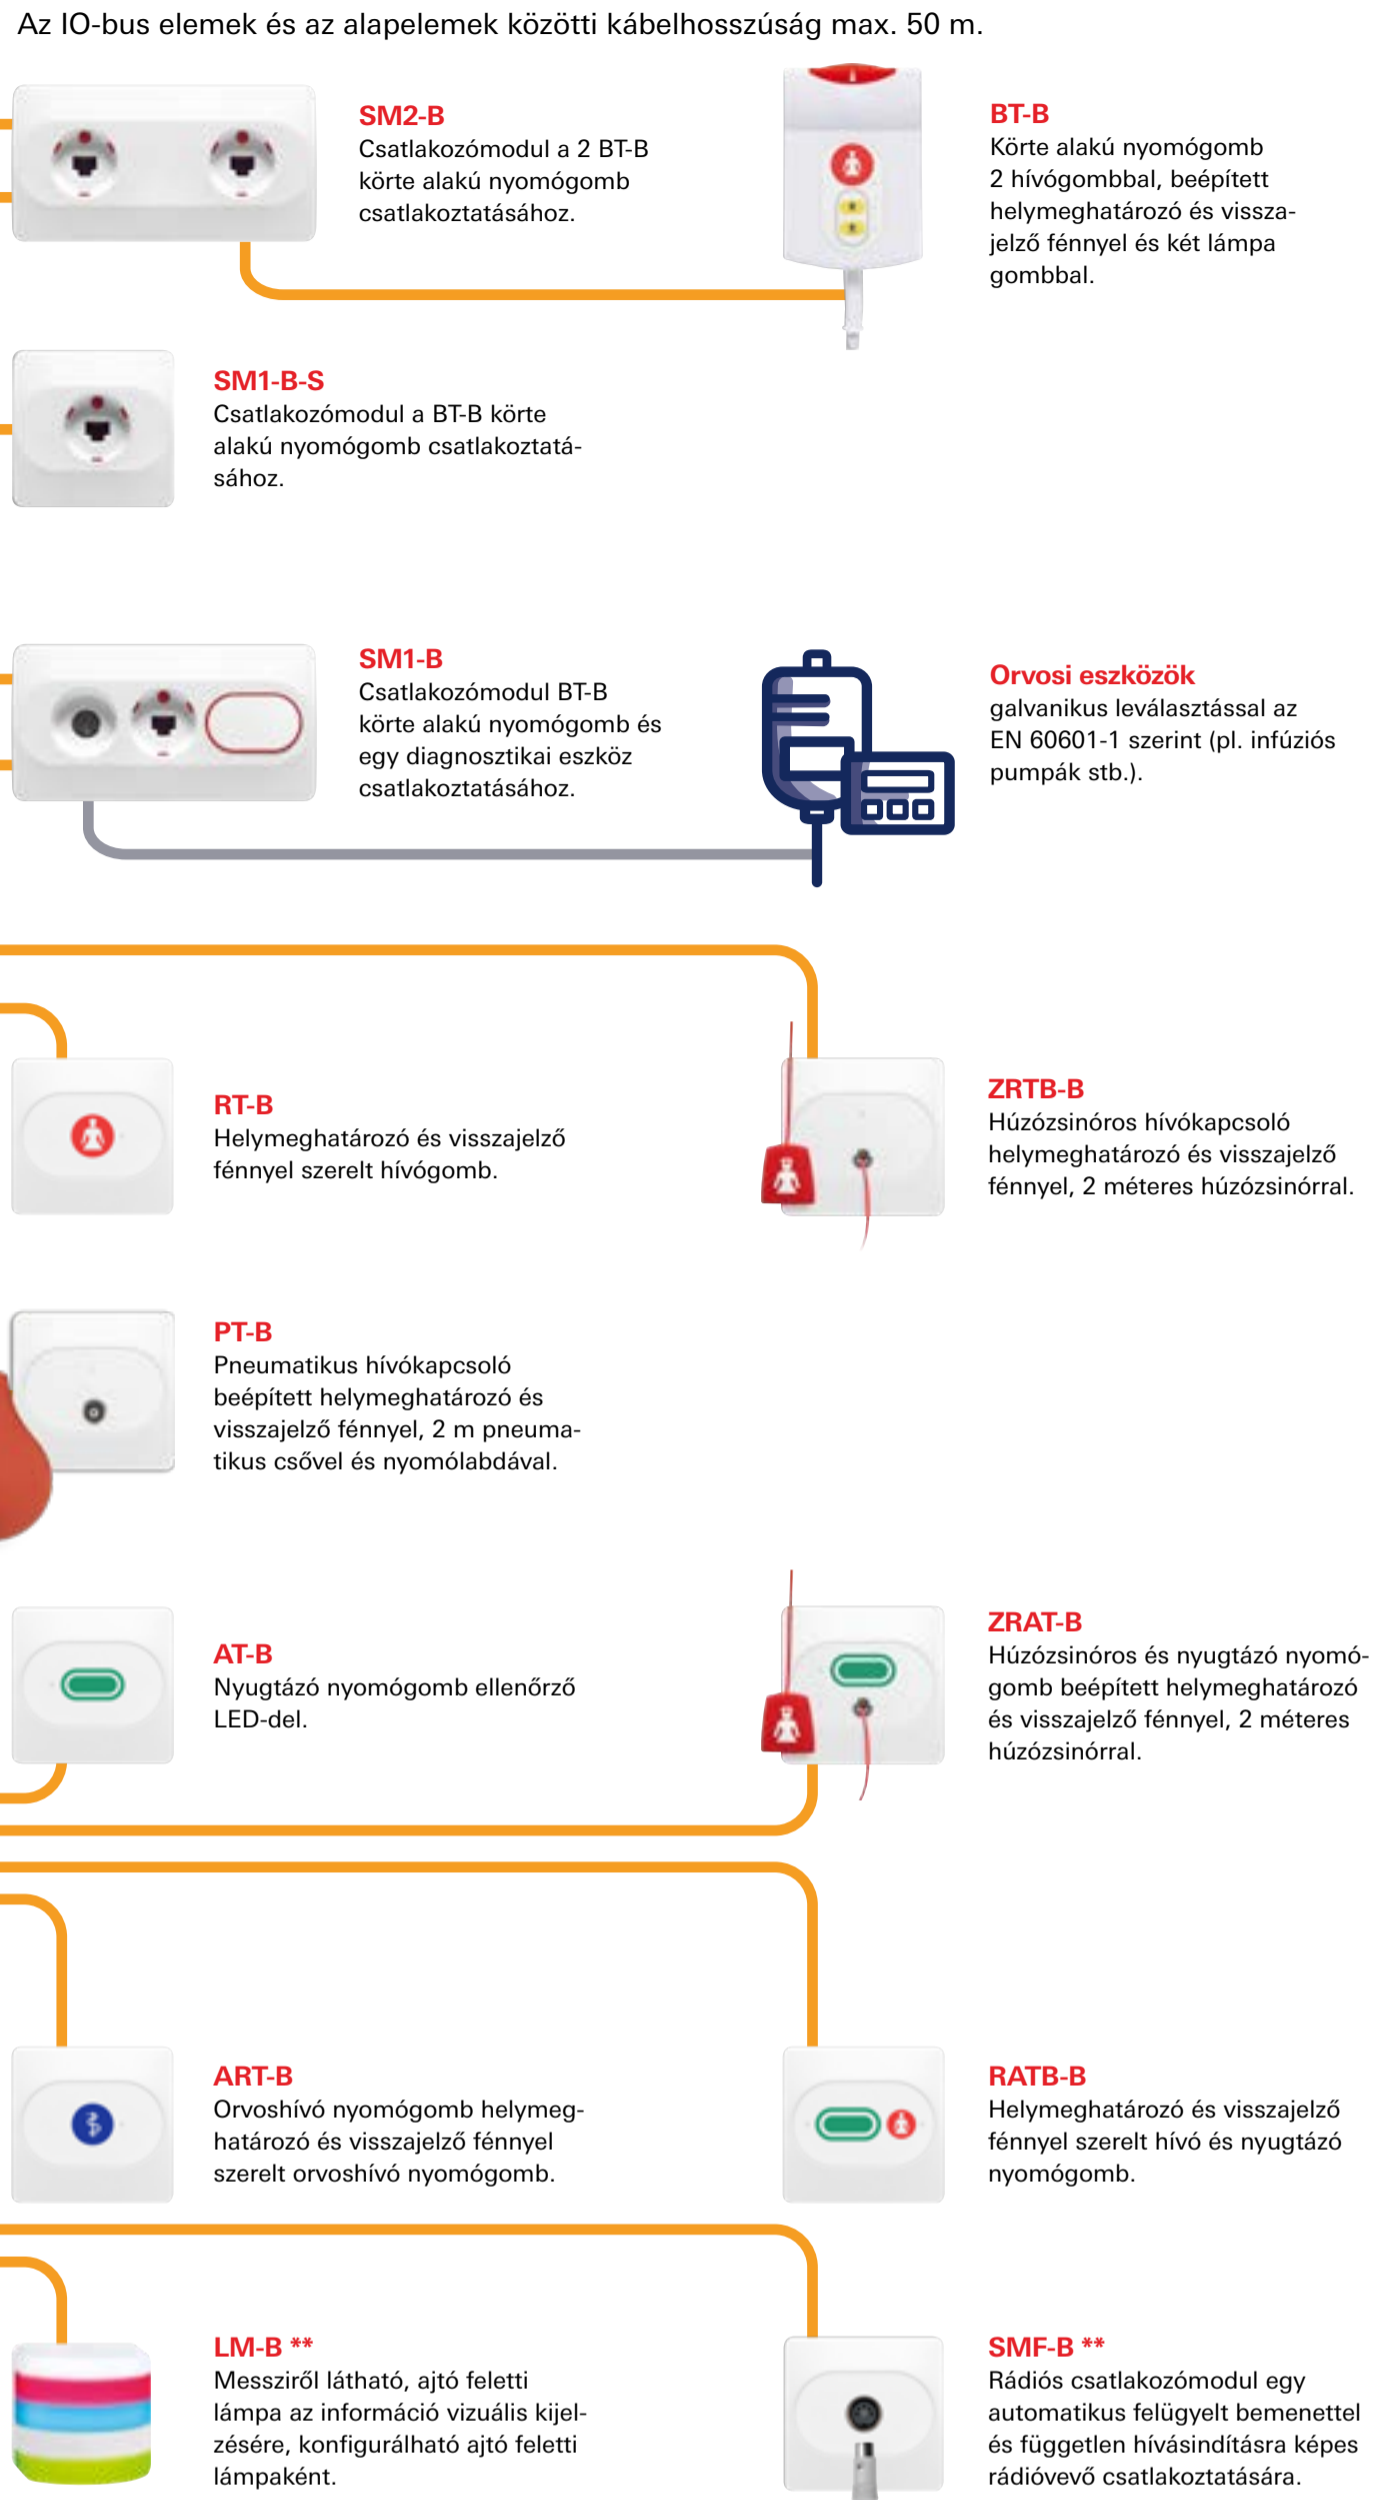 Az IO-bus elemek és az alapelemek közötti kábelhosszúság max. 50 m.
SM2-B
Csatlakozómodul a 2 BT-B
körte alakú nyomógomb
csatlakoztatásához.
BT-B
Körte alakú nyomógomb
2 hívógombbal, beépített
helymeghatározó és vissza-
jelző fénnyel és két lámpa
gombbal.
SM1-B-S
Csatlakozómodul a BT-B körte
alakú nyomógomb csatlakoztatá-
sához.
SM1-B
Csatlakozómodul BT-B
körte alakú nyomógomb és
egy diagnosztikai eszköz
csatlakoztatásához.
Orvosi eszközök
galvanikus leválasztással az
EN 60601-1 szerint (pl. infúziós
pumpák stb.).
RT-B
Helymeghatározó és visszajelző
fénnyel szerelt hívógomb.
ZRTB-B
Húzózsinóros hívókapcsoló
helymeghatározó és visszajelző
fénnyel, 2 méteres húzózsinórral.
PT-B
Pneumatikus hívókapcsoló
beépített helymeghatározó és
visszajelző fénnyel, 2 m pneuma-
tikus csővel és nyomólabdával.
AT-B
Nyugtázó nyomógomb ellenőrző
LED-del.
ZRAT-B
Húzózsinóros és nyugtázó nyomó-
gomb beépített helymeghatározó
és visszajelző fénnyel, 2 méteres
húzózsinórral.
ART-B
Orvoshívó nyomógomb helymeg-
határozó és visszajelző fénnyel
szerelt orvoshívó nyomógomb.
RATB-B
Helymeghatározó és visszajelző
fénnyel szerelt hívó és nyugtázó
nyomógomb.
LM-B **
Messziről látható, ajtó feletti
lámpa az információ vizuális kijel-
zésére, konfigurálható ajtó feletti
lámpaként.
SMF-B **
Rádiós csatlakozómodul egy
automatikus felügyelt bemenettel
és független hívásindításra képes
rádióvevő csatlakoztatására.